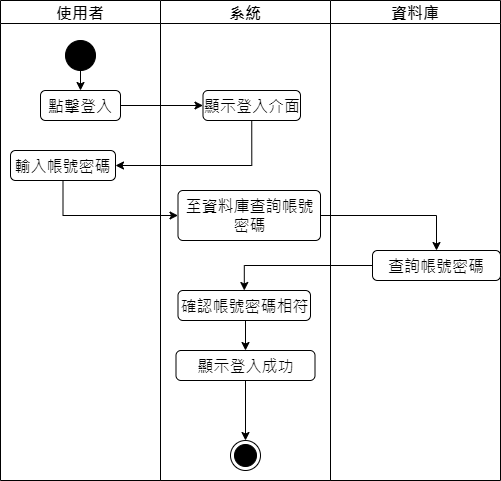 使用者
系統
資料庫
點擊登入
顯示登入介面
輸入帳號密碼
至資料庫查詢帳號
密碼
查詢帳號密碼
確認帳號密碼相符
顯示登入成功